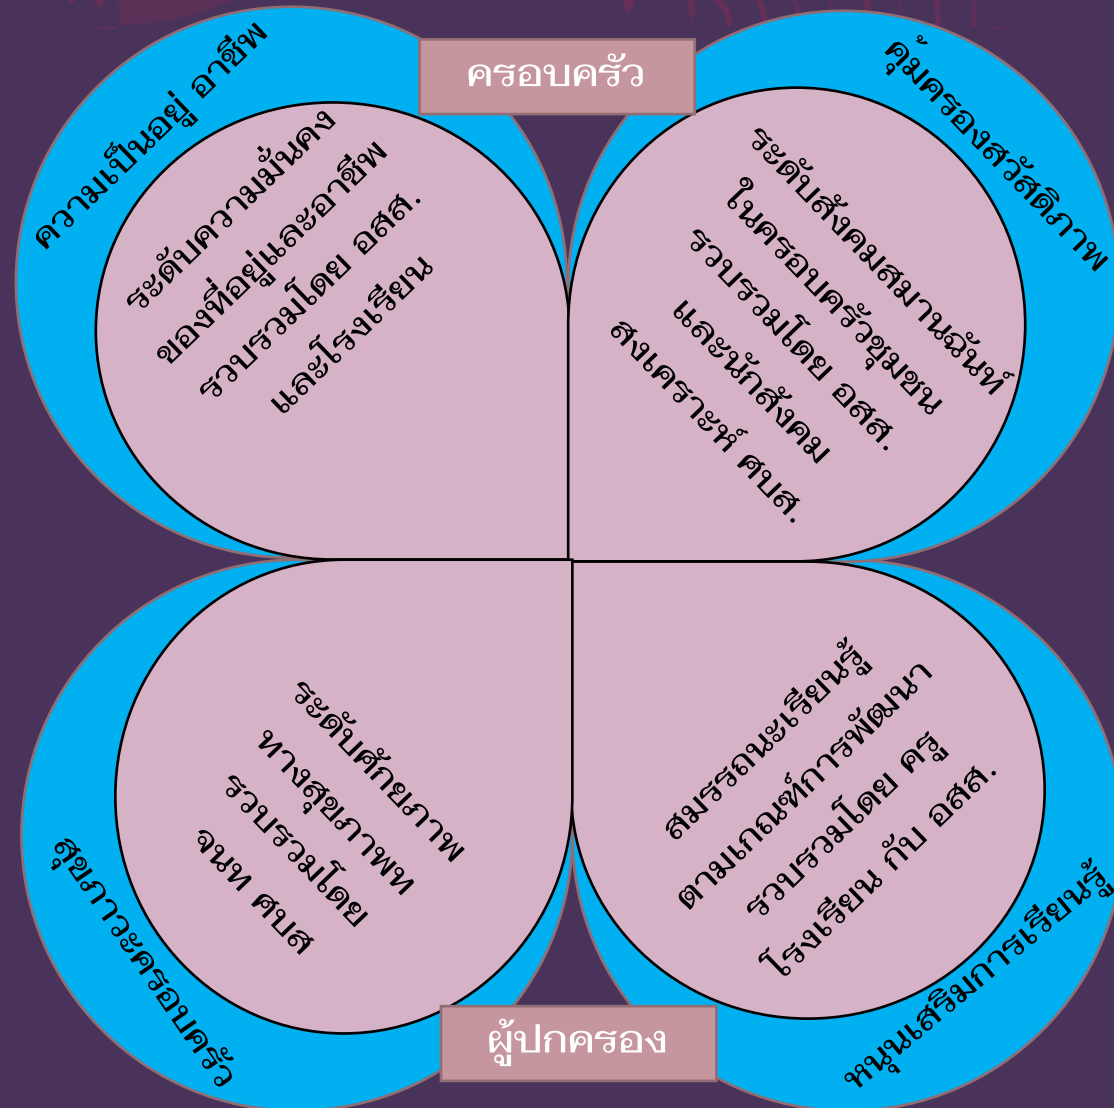 ครอบครัว
ความเป็นอยู่ อาชีพ
ระดับความมั่นคง
ของที่อยู่และอาชีพ
รวบรวมโดย อสส.
และโรงเรียน
คุ้มครองสวัสดิภาพ
ระดับสังคมสมานฉันท์
ในครอบครัวชุมชน
รวบรวมโดย อสส.
และนักสังคม
สงเคราะห์ ศบส.
สุขภาวะครอบครัว
ระดับศักยภาพ
ทางสุขภาพท
รวบรวมโดย
จนท ศบส
สมรรถนะเรียนรู้
ตามเกณฑ์การพัฒนา
รวบรวมโดย ครู
โรงเรียน กับ อสส.
หนุนเสริมการเรียนรู้
ผู้ปกครอง